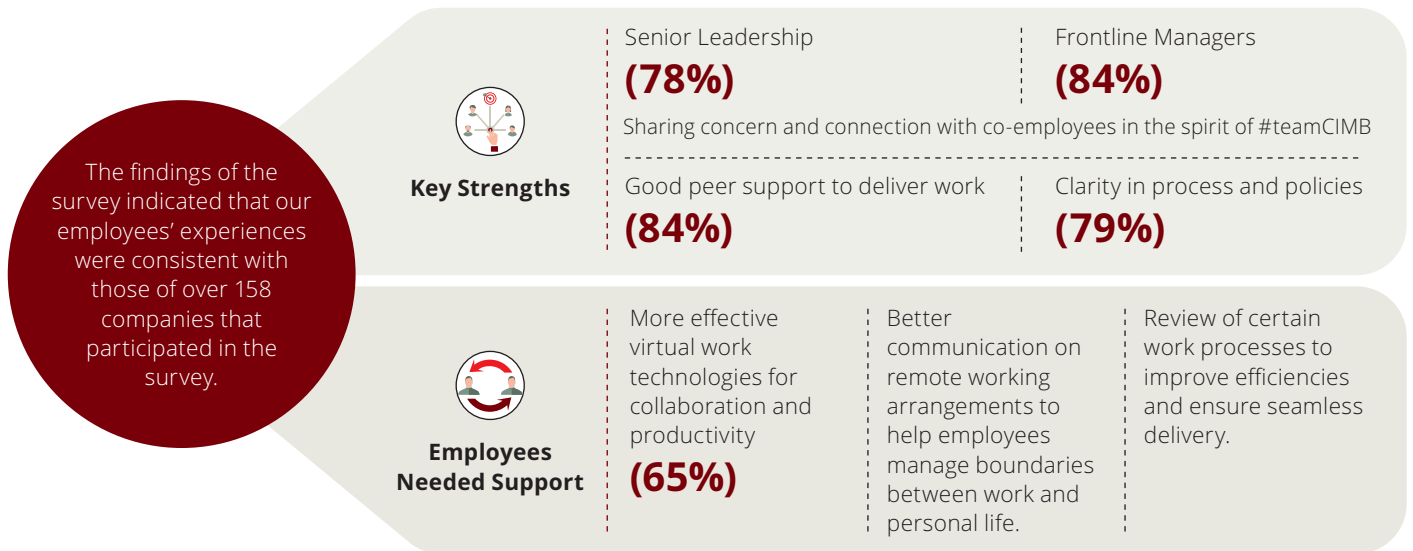 The findings of the
survey indicated that our
employees’ experiences
were consistent with
those of over 158
companies that
participated in the
survey.
Key Strengths
Senior Leadership
(78%)
Frontline Managers
(84%)
Sharing concern and connection with co-employees in the spirit of #teamCIMB
Good peer support to deliver work
(84%)
Clarity in process and policies
(79%)
Employees
Needed Support
More effective
virtual work
technologies for
collaboration and
productivity
(65%)
Better
communication on
remote working
arrangements to
help employees
manage boundaries
between work and
personal life.
Review of certain
work processes to
improve efficiencies
and ensure seamless
delivery.